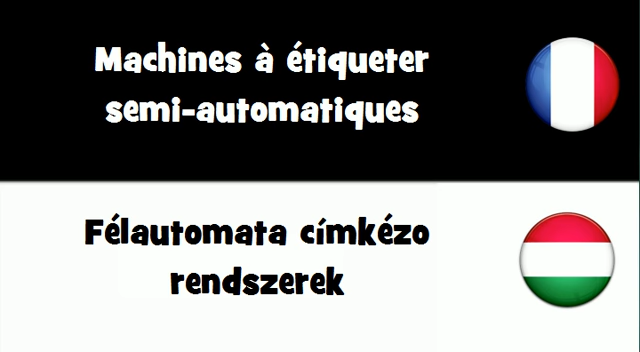 Machines à étiqueter
semi-automatiques
Félautomata címkézo
rendszerek